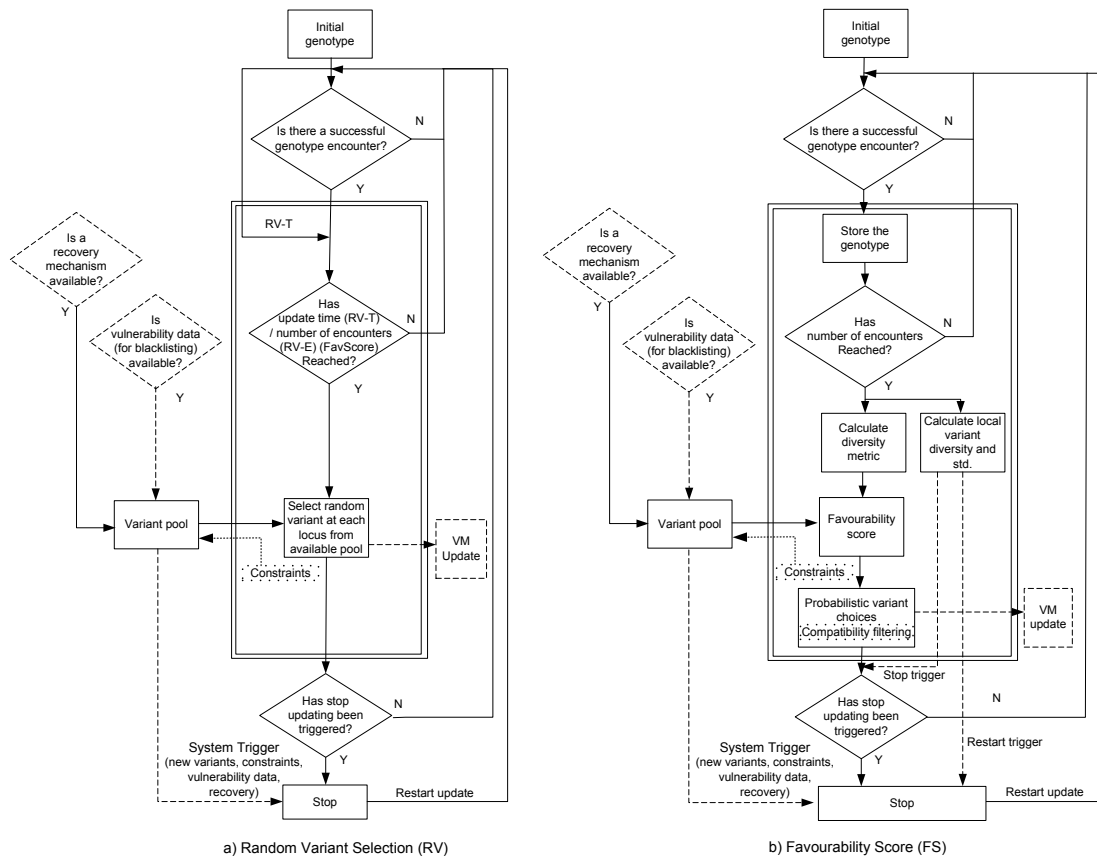 Initial
genotype
Is there a successful
genotype encounter?
N
Y
RV-T
Is a
recovery
mechanism
available?
Y
Is
vulnerability data
(for blacklisting)
available?
Y
Has
update time (RV-T)
/ number of encounters
(RV-E) (FavScore)
Reached?
N
Y
Variant pool
Select random
variant at each
locus from
available pool
VM
Update
Constraints
Has stop
updating been
triggered?
N
Y
System Trigger
(new variants, constraints,
vulnerability data,
recovery)
Stop
Restart update
a) Random Variant Selection (RV)
Initial
genotype
Is there a successful
genotype encounter?
N
Y
Store the
genotype
Is a
recovery
mechanism
available?
Y
Is
vulnerability data
(for blacklisting)
available?
Y
Has
number of encounters
Reached?
N
Y
Calculate
diversity
metric
Calculate local
variant
diversity and
std.
Variant pool
Favourability
score
Constraints
Probabilistic variant
choices
Compatibility filtering.
VM
update
Stop trigger
Has stop
updating been
triggered?
N
Y
Restart trigger
System Trigger
(new variants, constraints,
vulnerability data,
recovery)
Stop
Restart update
b) Favourability Score (FS)